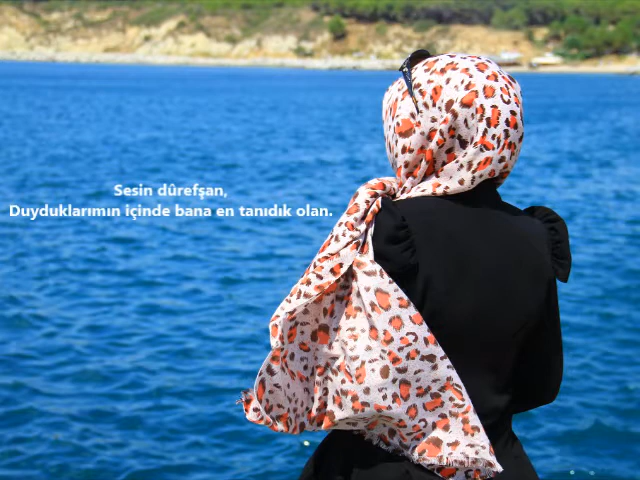 Sesin dûrefşan,
Duyduklarımın içinde bana en tanıdık olan.